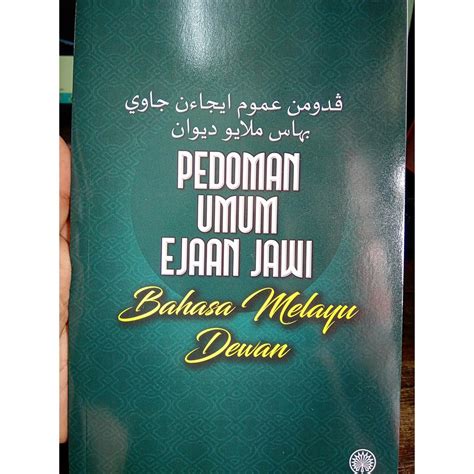 ڤدومن عموم ايجاءن جاوي
بهاس ملايو ديوان
PEDOMAN
UMUM
EJAAN JAWI
Bahasa Melayu
Dewan